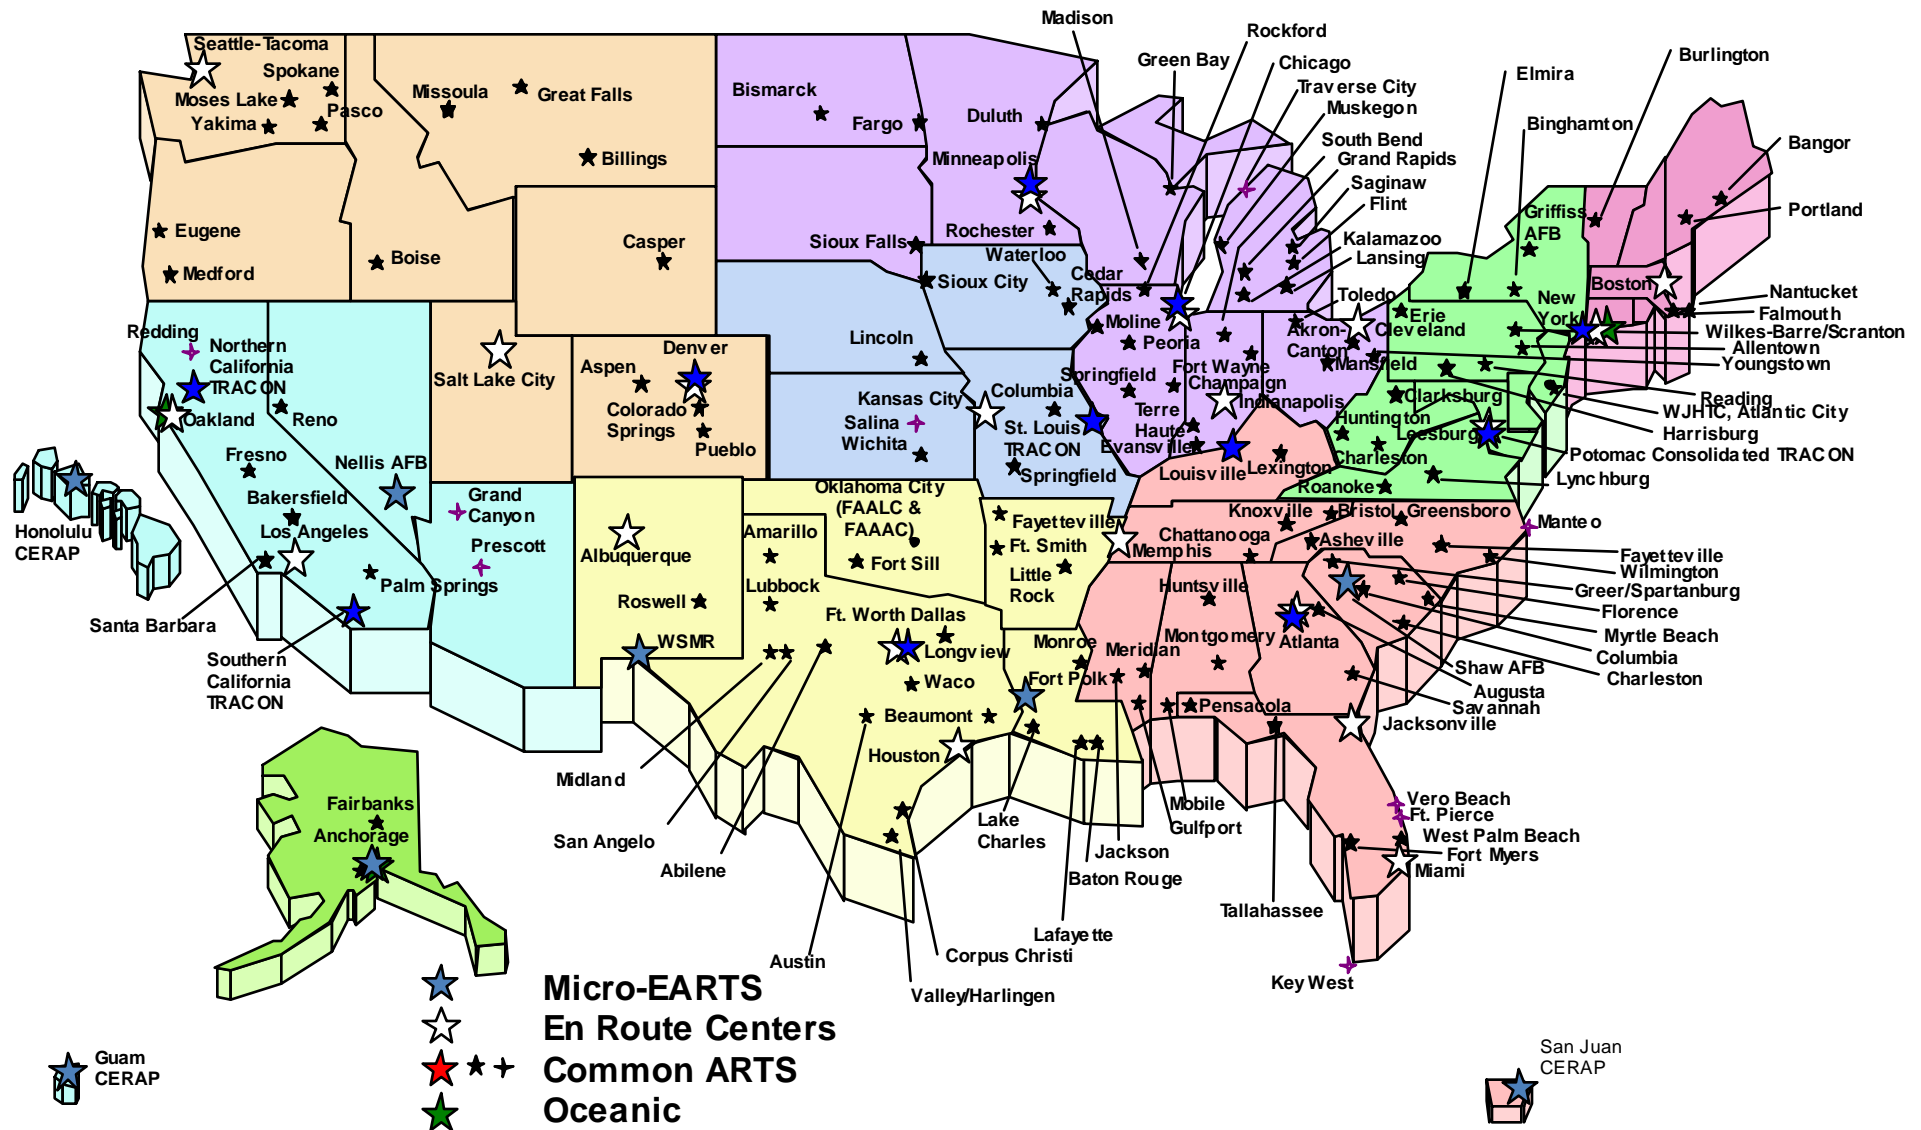 Madison
Rockford
Green Bay
Chicago
Traverse City
Muskegon
Elmira
Burlington
Seattle-Tacoma
Spokane
Moses Lake
Pasco
Yakima
Missoula
Great Falls
Billings
Bismarck
Fargo
Duluth
Minneapolis
South Bend
Grand Rapids
Saginaw
Flint
Binghamton
Bangor
Portland
Eugene
Medford
Boise
Casper
Sioux Falls
Rochester
Waterloo
Kalamazoo
Lansing
Griffiss
AFB
Sioux City
Cedar
Rapids
Toledo
Boston
Nantucket
Falmouth
New
York
Wilkes-Barre/Scranton
Allentown
Youngstown
Redding
Northern
California
TRACON
Oakland
Reno
Salt Lake City
Aspen
Denver
Colorado
Springs
Pueblo
Lincoln
Moline
Peoria
Erie
Akron-
Canton
Cleveland
Mansfield
Fort Wayne
Springfield
Champaign
Indianapolis
Clarksburg
Reading
WJHTC, Atlantic City
Harrisburg
Kansas City
Salina
Wichita
Columbia
St. Louis
TRACON
Springfield
Terre
Haute
Evansville
Huntington
Leesburg
Charleston
Potomac Consolidated TRACON
Lynchburg
Fresno
Nellis AFB
Bakersfield
Los Angeles
Honolulu
CERAP
Grand
Canyon
Prescott
Palm Springs
Santa Barbara
Southern
California
TRACON
Louisville
Lexington
Roanoke
Oklahoma City
(FAALC &
FAAAC)
Amarillo
Albuquerque
Fort Sill
Lubbock
Roswell
WSMR
Fayetteville
Ft. Smith
Little
Rock
Memphis
Knoxville
Bristol
Greensboro
Chattanooga
Asheville
Manteo
Fayetteville
Wilmington
Greer/Spartanburg
Florence
Myrtle Beach
Columbia
Charleston
Shaw AFB
Augusta
Savannah
Huntsville
Montgomery
Atlanta
Ft. Worth Dallas
Longview
Waco
Monroe
Meridian
Fort Polk
Beaumont
Houston
Pensacola
Jacksonville
Midland
San Angelo
Abilene
Austin
Lake
Charles
Mobile
Gulfport
Jackson
Baton Rouge
Lafayette
Corpus Christi
Valley/Harlingen
Tallahassee
Vero Beach
Ft. Pierce
West Palm Beach
Fort Myers
Miami
Key West
Fairbanks
Anchorage
Micro-EARTS
En Route Centers
Common ARTS
Oceanic
Guam
CERAP
San Juan
CERAP